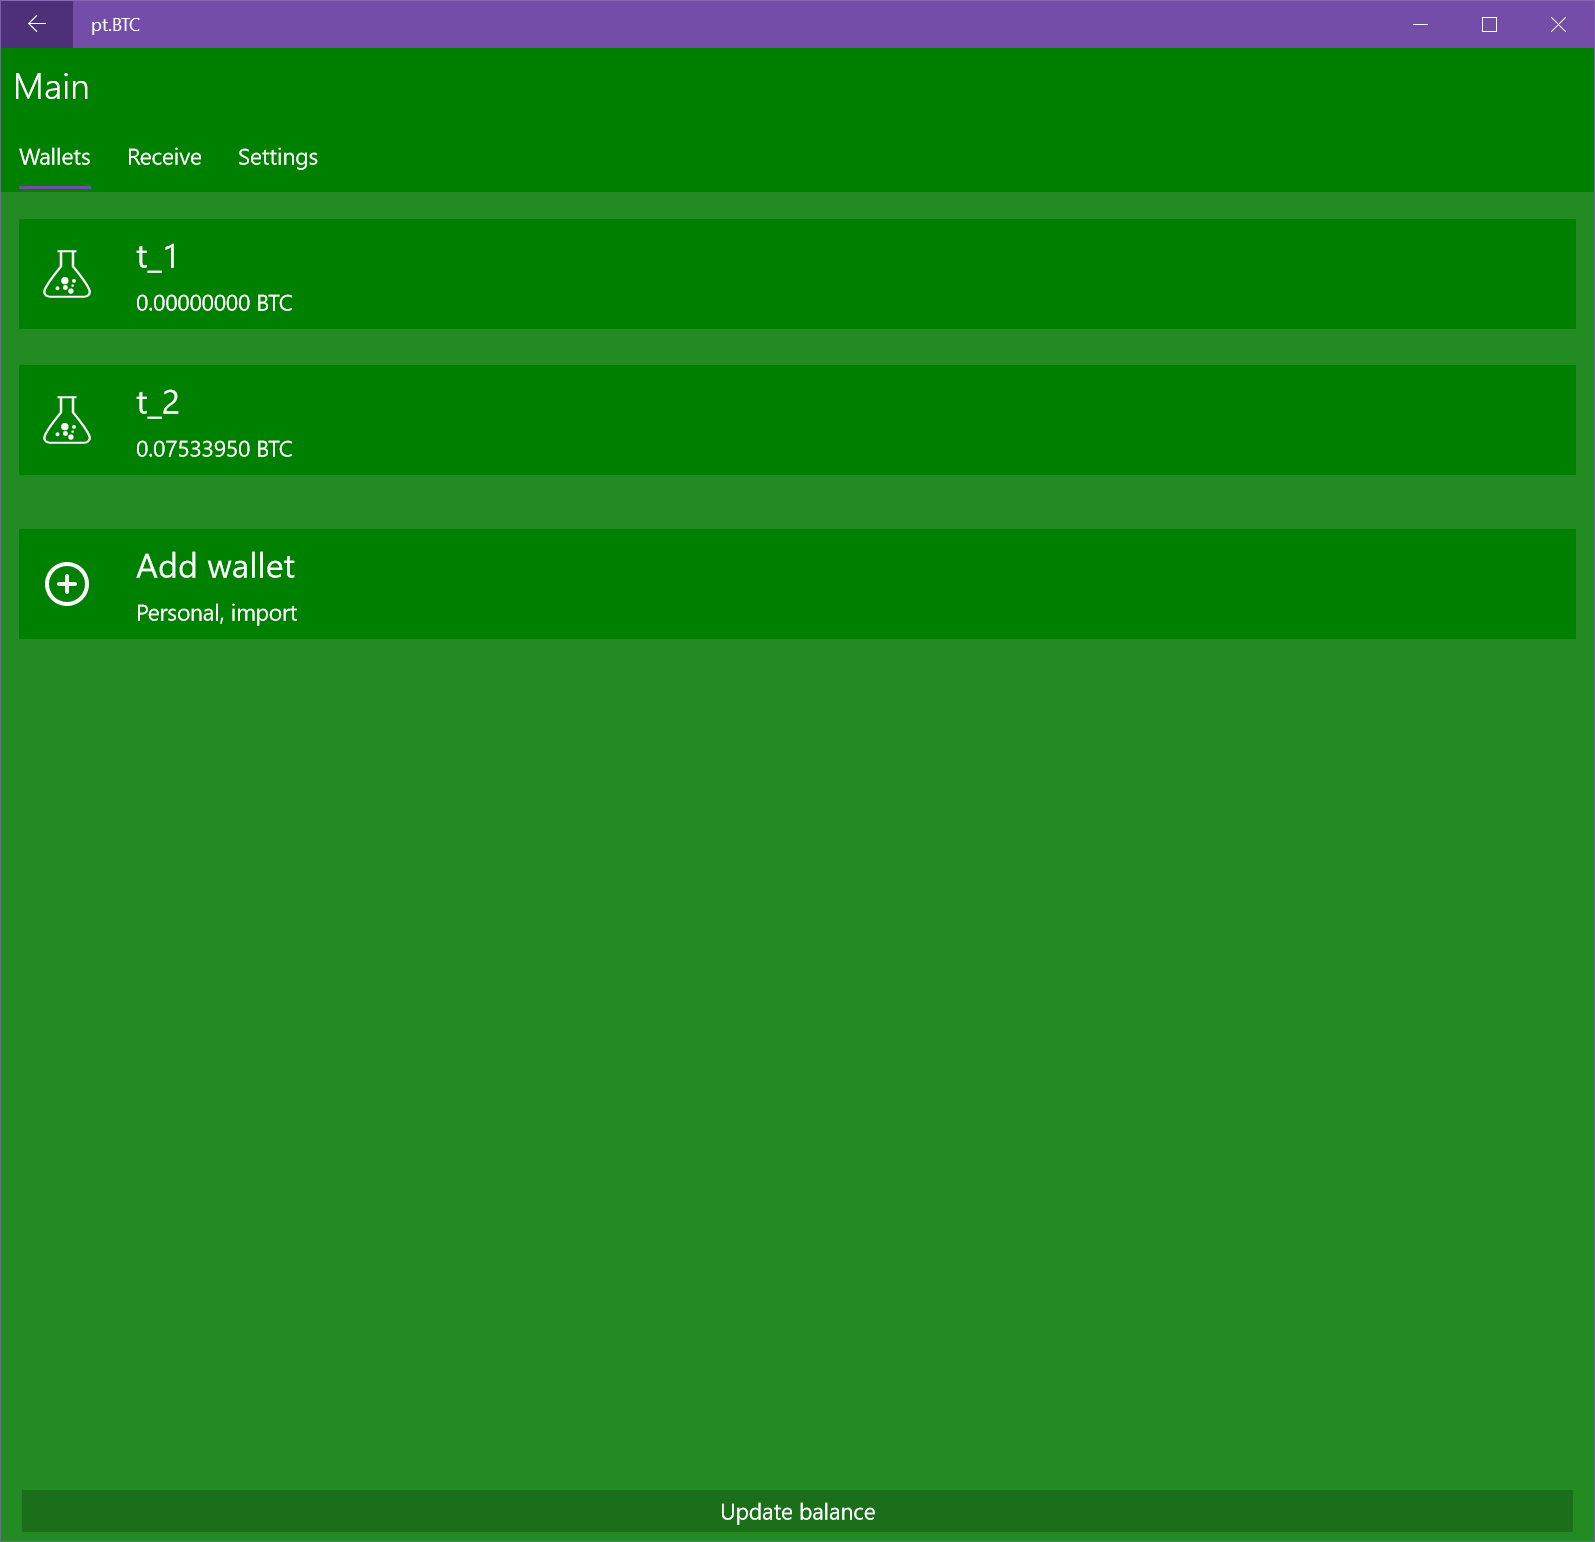 pt.BTC
Main
Wallets Receive Settings
t_1
0.00000000 BTC
t_2
0.07533950 BTC
Add wallet
Personal, import
Update balance